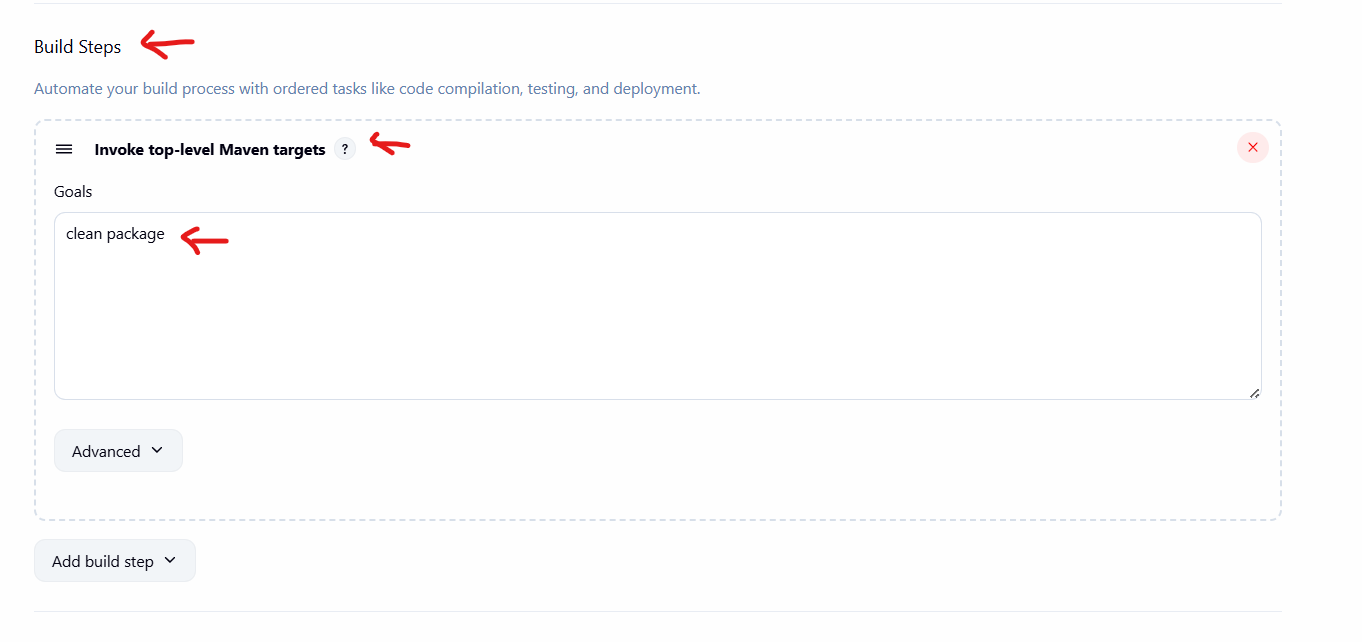 Build Steps
Automate your build process with ordered tasks like code compilation, testing, and deployment.
Invoke top-level Maven targets ?
Goals
clean package
Advanced
Add build step